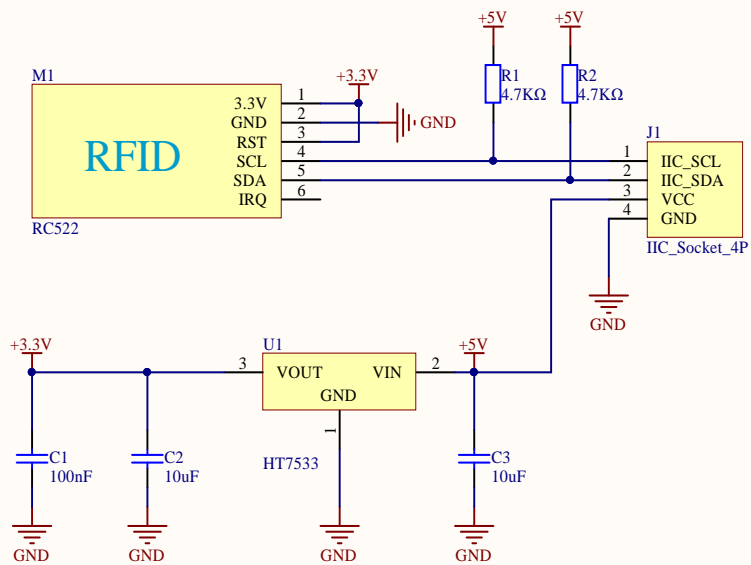 +5V
+5V
M1
+3.3V
R1
4.7KΩ
R2
4.7KΩ
RFID
3.3V 1
GND 2
RST 3
SCL 4
SDA 5
IRQ 6
GND
RC522
J1
1 IIC_SCL
2 IIC_SDA
3 VCC
4 GND
IIC_Socket_4P
GND
+3.3V
U1
+5V
3 VOUT VIN 2
GND
1
HT7533
C1
100nF
C2
10uF
C3
10uF
GND
GND
GND
GND